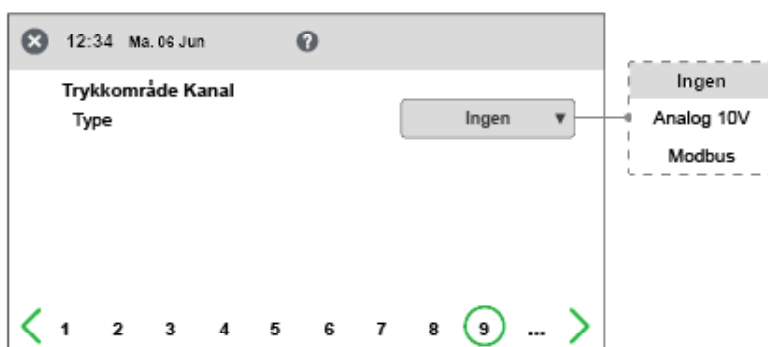 12:34 Ma. 06 Jun ?
Trykkområde Kanal
Type Ingen
Ingen
Analog 10V
Modbus
1 2 3 4 5 6 7 8 9 ...